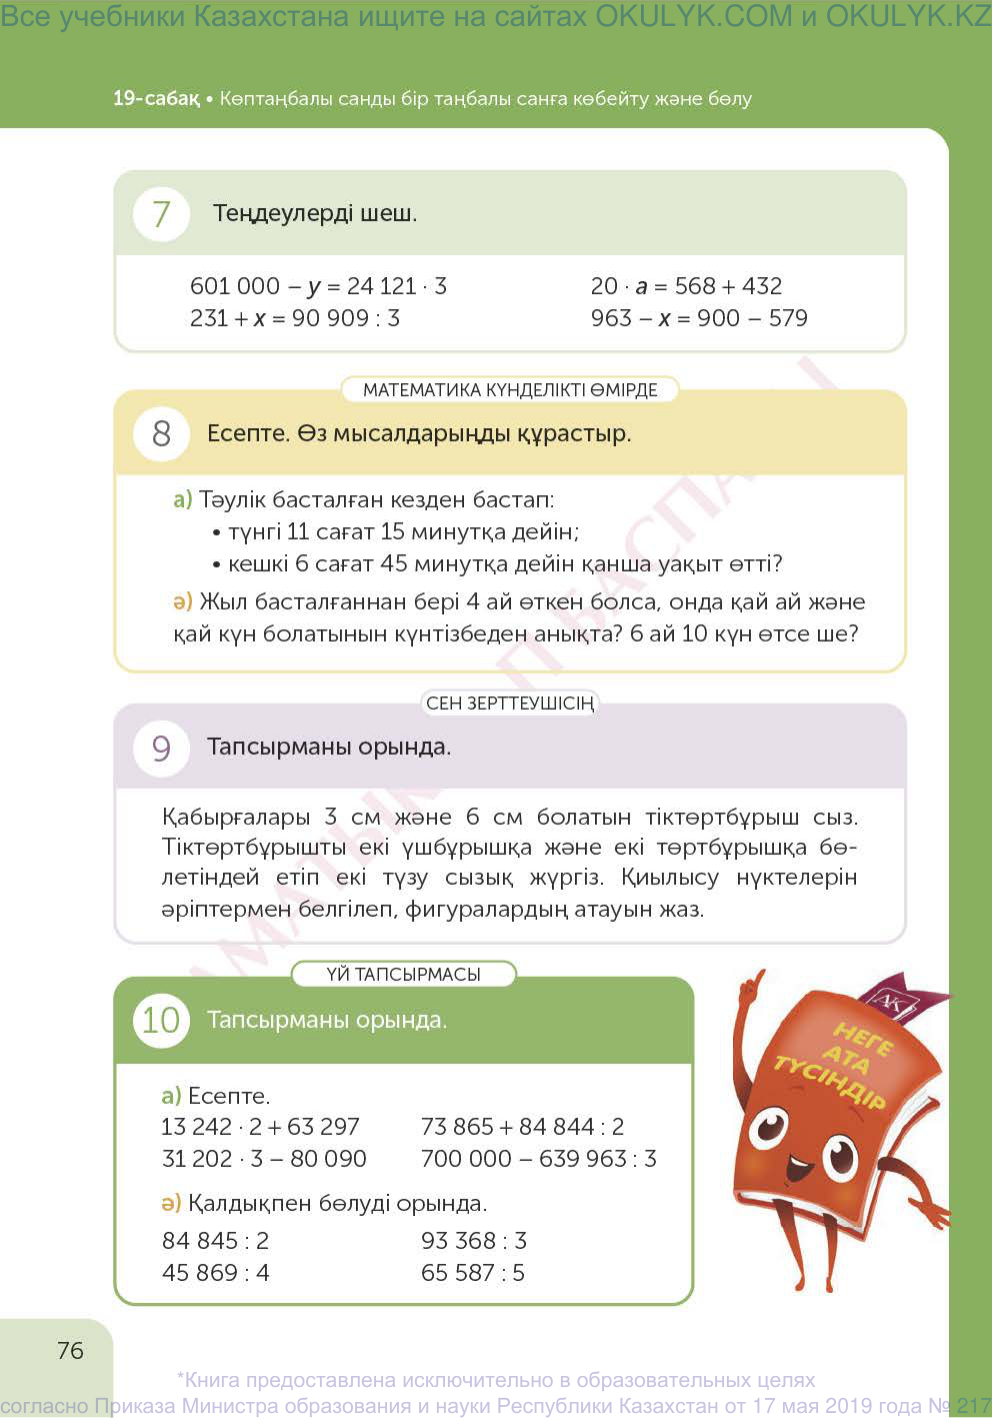 Все учебники Казахстана ищите на сайтах OKULYK.COM и OKULYK.KZ
19-сабақ • Көптаңбалы санды бір таңбалы санға көбейту және бөлу
7 Теңдеулерді шеш.
601 000 – y = 24 121 · 3 20 · a = 568 + 432
231 + x = 90 909 : 3 963 – x = 900 – 579
МАТЕМАТИКА КҮНДЕЛІКТІ ӨМІРДЕ
8 Есепте. Өз мысалдарыңды құрастыр.
а) Тәулік басталған кезден бастап:
• түнгі 11 сағат 15 минутқа дейін;
• кешкі 6 сағат 45 минутқа дейін қанша уақыт өтті?
ә) Жыл басталғаннан бері 4 ай өткен болса, онда қай ай және
қай күн болатынын күнтізбеден анықта? 6 ай 10 күн өтсе ше?
СЕН ЗЕРТТЕУШІСІҢ
9 Тапсырманы орында.
Қабырғалары 3 см және 6 см болатын тіктөртбұрыш сыз.
Тіктөртбұрышты екі үшбұрышқа және екі төртбұрышқа бө-
летіндей етіп екі түзу сызық жүргіз. Қиылысу нүктелерін
әріптермен белгілеп, фигуралардың атауын жаз.
ҮЙ ТАПСЫРМАСЫ
10 Тапсырманы орында.
а) Есепте.
13 242 · 2 + 63 297 73 865 + 84 844 : 2
31 202 · 3 – 80 090 700 000 – 639 963 : 3
ә) Қалдықпен бөлуді орында.
84 845 : 2 93 368 : 3
45 869 : 4 65 587 : 5
АК
НЕГЕ
АТА
ТҮСІНДІР
76
*Книга предоставлена исключительно в образовательных целях
согласно Приказа Министра образования и науки Республики Казахстан от 17 мая 2019 года № 217